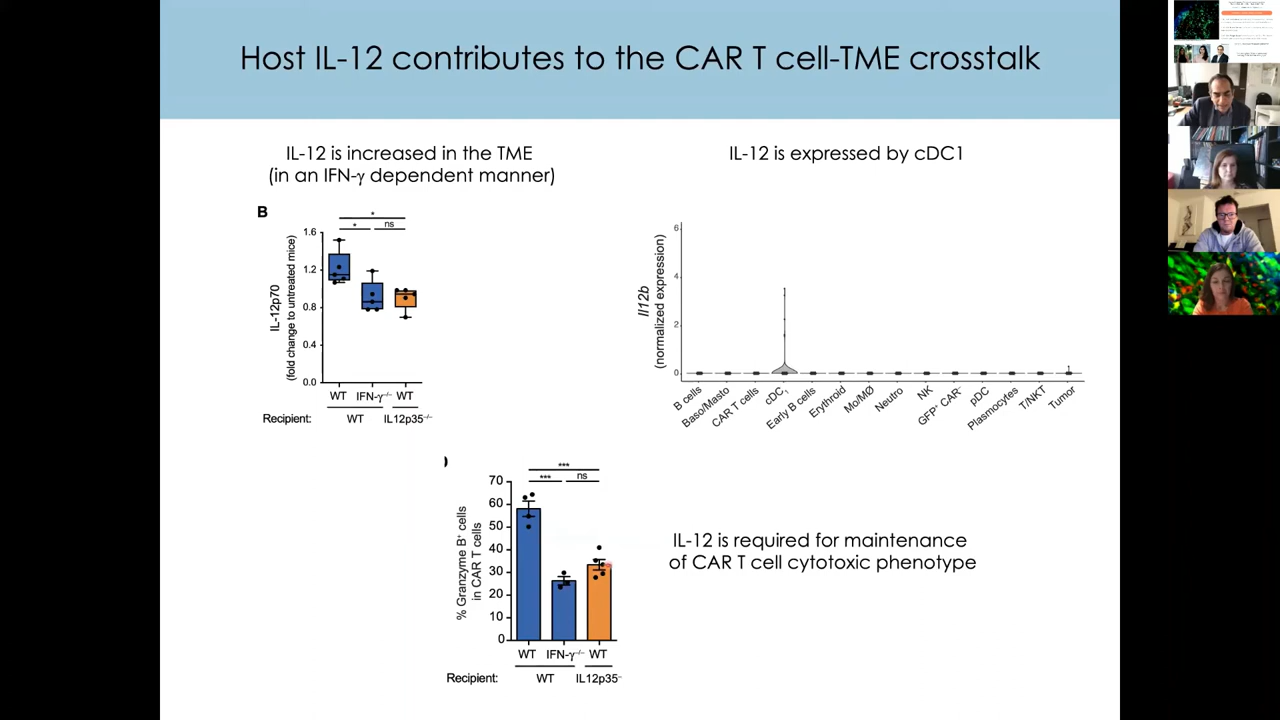 Host IL-12 contributes to the CAR T cell-TME crosstalk
IL-12 is increased in the TME
(in an IFN-γ dependent manner)
IL-12 is expressed by cDC1
B
IL-12p70
(fold change to untreated mice)
1.6
1.2
0.8
0.4
0.0
*
*
ns
WT
IFN-γ⁻/⁻
WT
Recipient:
WT
IL12p35⁻/⁻
Il12b
(normalized expression)
6
4
2
0
B cells
Baso/Masto
CAR T cells
cDC₁
Early B cells
Erythroid
Mo/MØ
Neutro
NK
GFP⁺ CAR⁻
pDC
Plasmocytes
T/NKT
Tumor
% Granzyme B⁺ cells
in CAR T cells
70
60
50
40
30
20
10
0
***
***
ns
WT
IFN-γ⁻/⁻
WT
Recipient:
WT
IL12p35⁻
IL-12 is required for maintenance
of CAR T cell cytotoxic phenotype